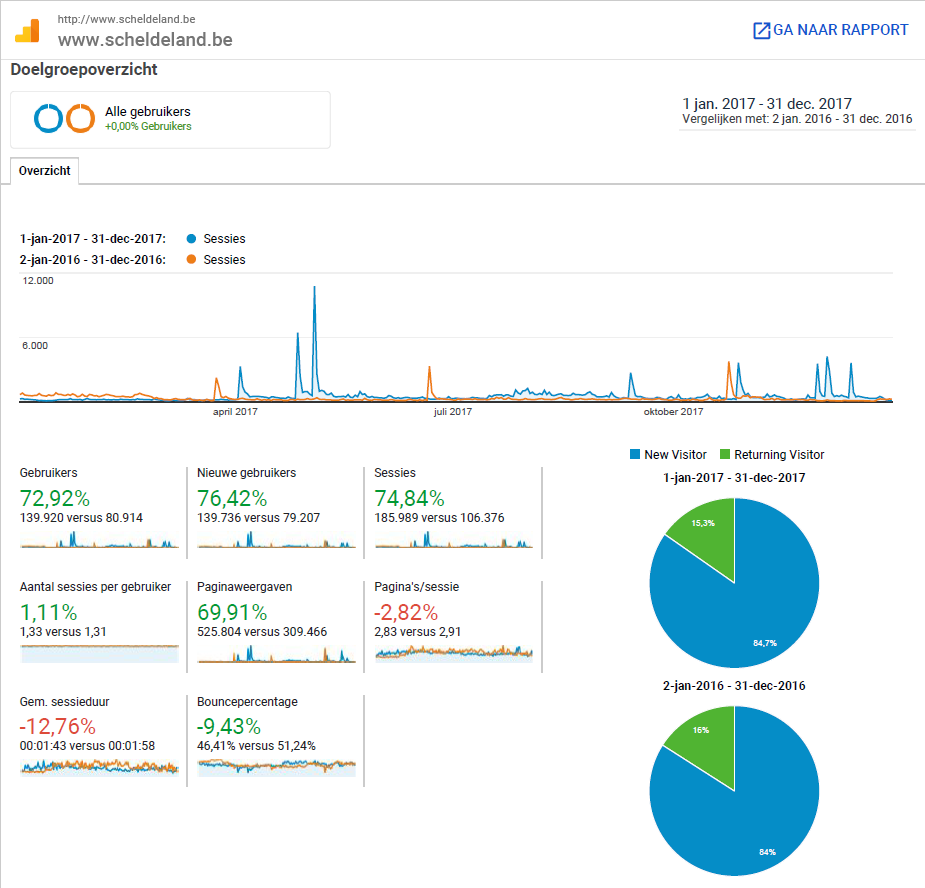 http://www.scheldeland.be
www.scheldeland.be
GA NAAR RAPPORT
Doelgroepoverzicht
Alle gebruikers
+0,00% Gebruikers
1 jan. 2017 - 31 dec. 2017
Vergelijken met: 2 jan. 2016 - 31 dec. 2016
Overzicht
1-jan-2017 - 31-dec-2017: Sessies
2-jan-2016 - 31-dec-2016: Sessies
12.000
6.000
april 2017 juli 2017 oktober 2017
Gebruikers
72,92%
139.920 versus 80.914
Nieuwe gebruikers
76,42%
139.736 versus 79.207
Sessies
74,84%
185.989 versus 106.376
Aantal sessies per gebruiker
1,11%
1,33 versus 1,31
Paginaweergaven
69,91%
525.804 versus 309.466
Pagina's/sessie
-2,82%
2,83 versus 2,91
Gem. sessieduur
-12,76%
00:01:43 versus 00:01:58
Bouncepercentage
-9,43%
46,41% versus 51,24%
New Visitor Returning Visitor
1-jan-2017 - 31-dec-2017
15,3%
84,7%
2-jan-2016 - 31-dec-2016
16%
84%